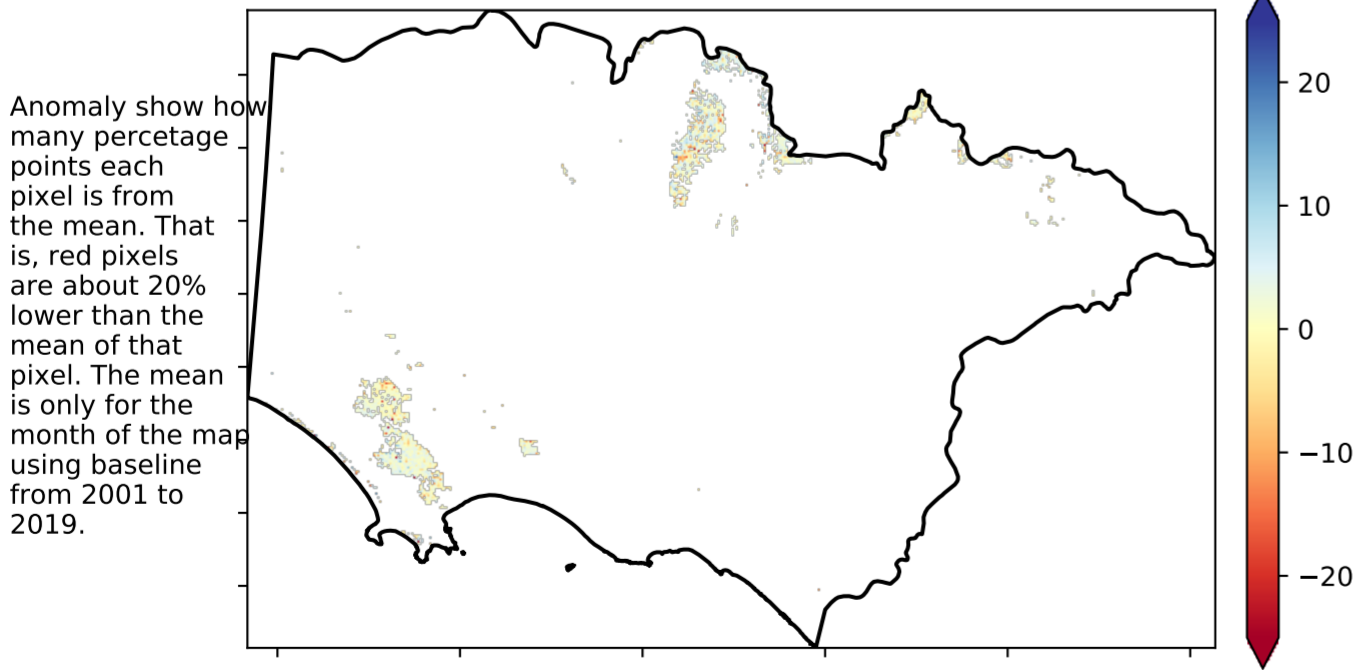 Anomaly show how
many percetage
points each
pixel is from
the mean. That
is, red pixels
are about 20%
lower than the
mean of that
pixel. The mean
is only for the
month of the map
using baseline
from 2001 to
2019.
20
10
0
−10
−20